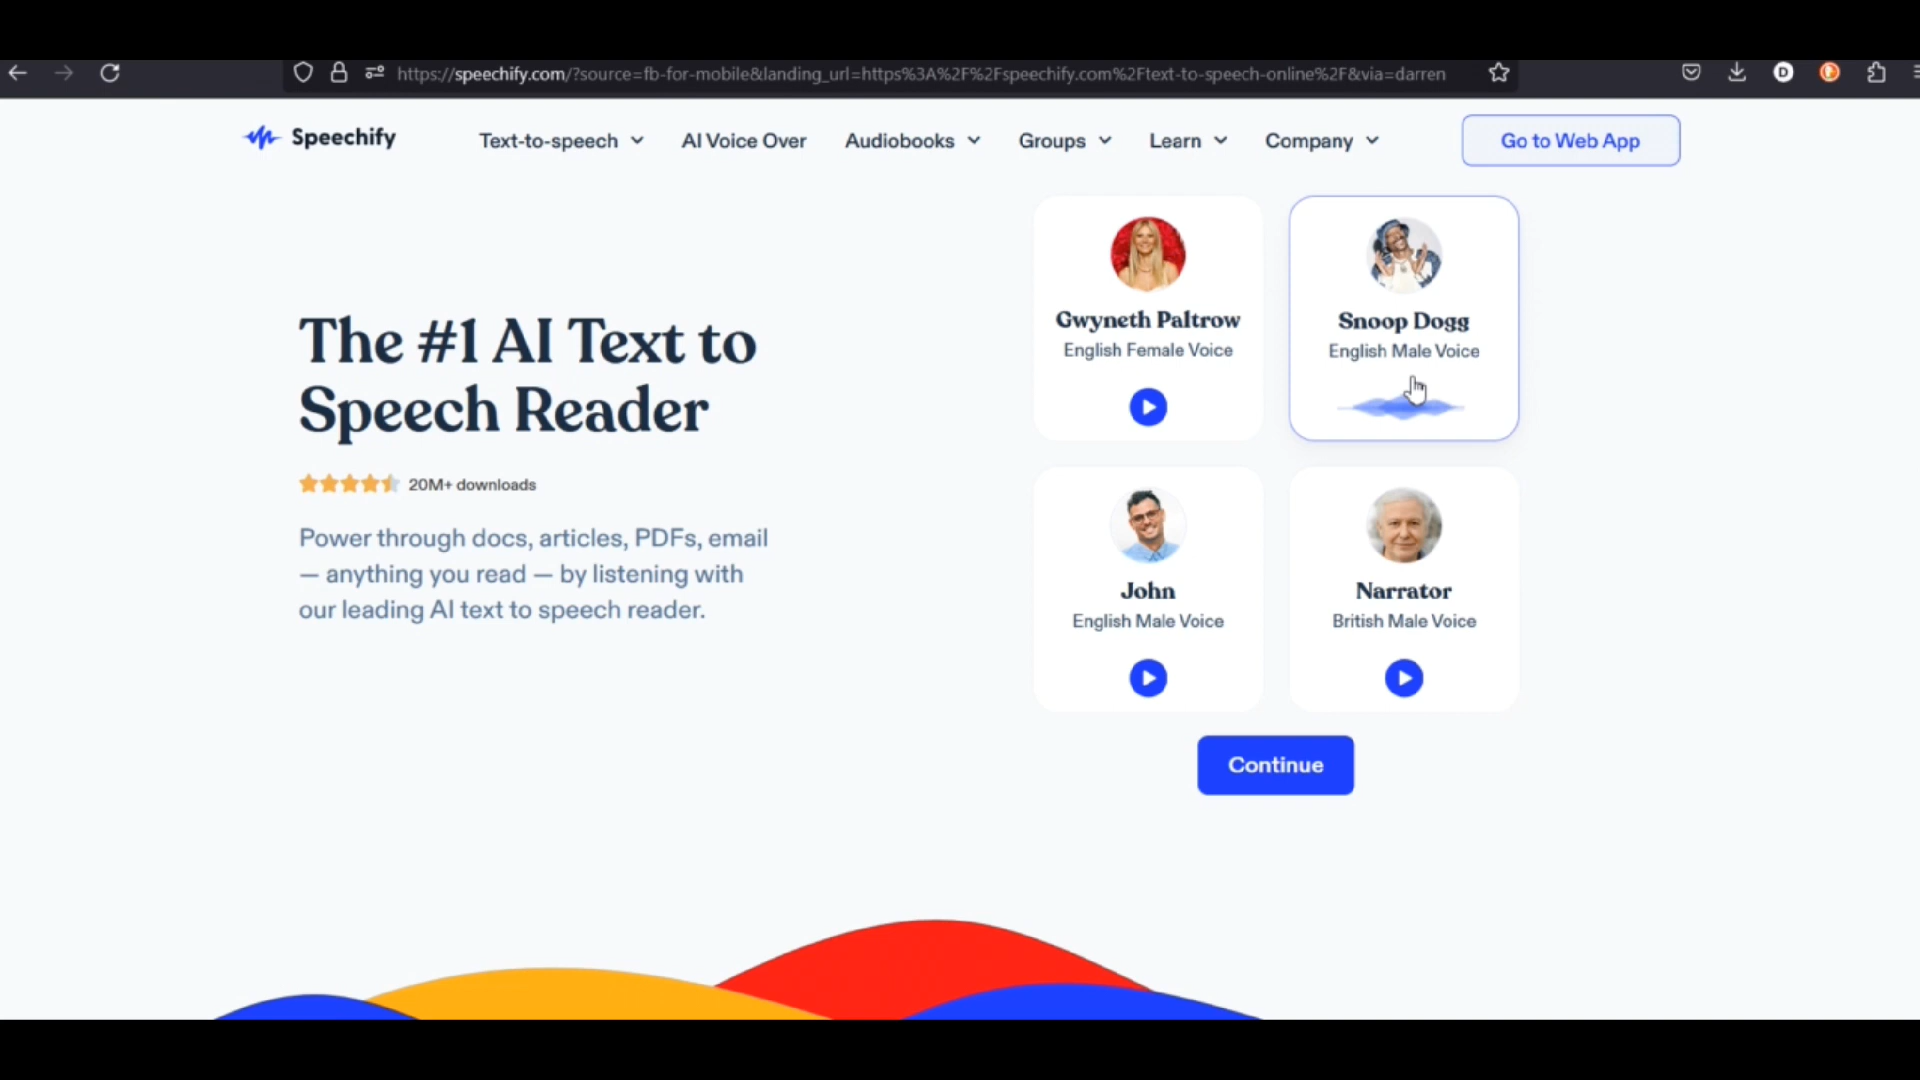 https://speechify.com/?source=fb-for-mobile&landing_url=https%3A%2F%2Fspeechify.com%2Ftext-to-speech-online%2F&via=darren
D
Speechify
Text-to-speech
AI Voice Over
Audiobooks
Groups
Learn
Company
Go to Web App
The #1 AI Text to
Speech Reader
20M+ downloads
Power through docs, articles, PDFs, email
— anything you read — by listening with
our leading AI text to speech reader.
Gwyneth Paltrow
English Female Voice
Snoop Dogg
English Male Voice
John
English Male Voice
Narrator
British Male Voice
Continue